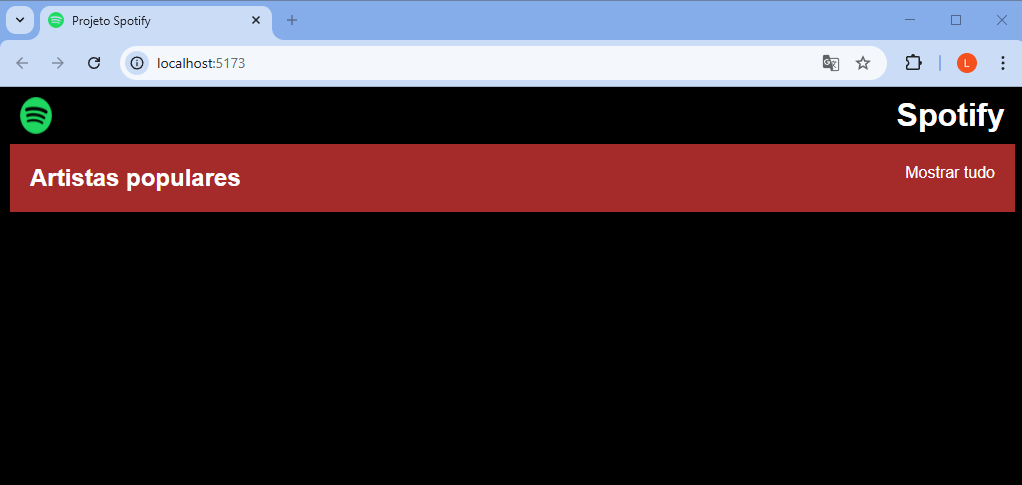 Projeto Spotify
localhost:5173
L
Spotify
Artistas populares
Mostrar tudo